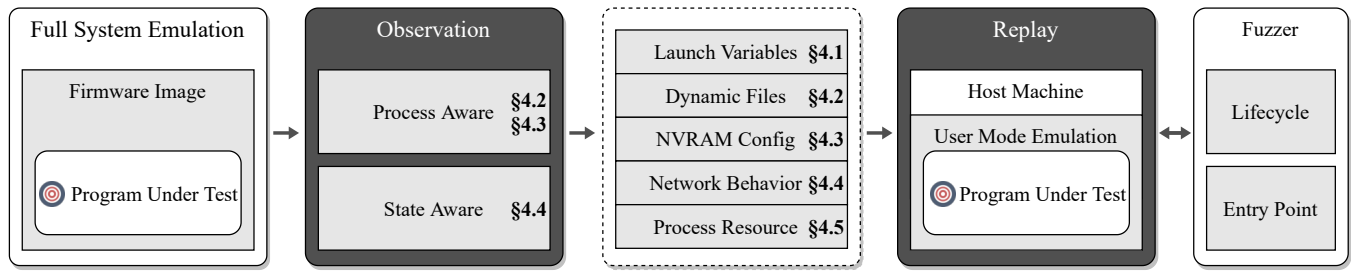 Full System Emulation
Firmware Image
Program Under Test
Observation
Process Aware §4.2
§4.3
State Aware §4.4
Launch Variables §4.1
Dynamic Files §4.2
NVRAM Config §4.3
Network Behavior §4.4
Process Resource §4.5
Replay
Host Machine
User Mode Emulation
Program Under Test
Fuzzer
Lifecycle
Entry Point